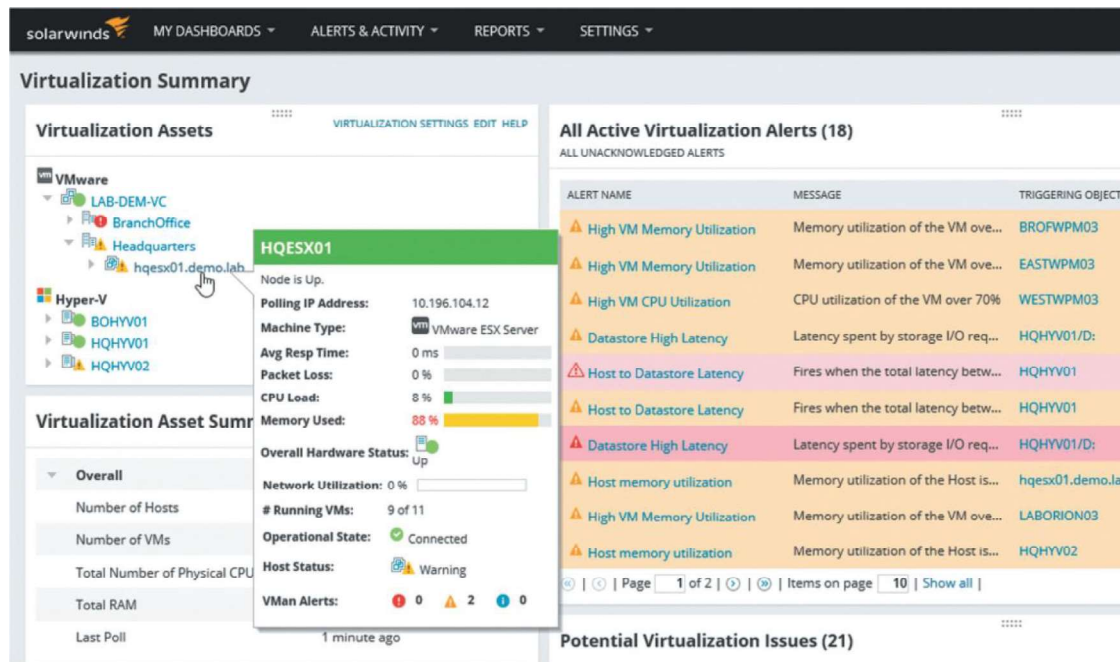 solarwinds MY DASHBOARDS ALERTS & ACTIVITY REPORTS SETTINGS
Virtualization Summary
Virtualization Assets
VIRTUALIZATION SETTINGS EDIT HELP
vm VMware
LAB-DEM-VC
BranchOffice
Headquarters
hqesx01.demo.lab
Hyper-V
BOHYV01
HQHYV01
HQHYV02
HQESX01
Node is Up.
Polling IP Address: 10.196.104.12
Machine Type: vm VMware ESX Server
Avg Resp Time: 0 ms
Packet Loss: 0 %
CPU Load: 8 %
Memory Used: 88 %
Overall Hardware Status: Up
Network Utilization: 0 %
# Running VMs: 9 of 11
Operational State: Connected
Host Status: Warning
VMan Alerts: 0 2 0
Virtualization Asset Summ
Overall
Number of Hosts
Number of VMs
Total Number of Physical CPU
Total RAM
Last Poll 1 minute ago
All Active Virtualization Alerts (18)
ALL UNACKNOWLEDGED ALERTS
ALERT NAME MESSAGE TRIGGERING OBJECT
High VM Memory Utilization Memory utilization of the VM ove... BROFWPM03
High VM Memory Utilization Memory utilization of the VM ove... EASTWPM03
High VM CPU Utilization CPU utilization of the VM over 70% WESTWPM03
Datastore High Latency Latency spent by storage I/O req... HQHYV01/D:
Host to Datastore Latency Fires when the total latency betw... HQHYV01
Host to Datastore Latency Fires when the total latency betw... HQHYV01
Datastore High Latency Latency spent by storage I/O req... HQHYV01/D:
Host memory utilization Memory utilization of the Host is... hqesx01.demo.la
High VM Memory Utilization Memory utilization of the VM ove... LABORION03
Host memory utilization Memory utilization of the Host is... HQHYV02
| Page 1 of 2 | | Items on page 10 | Show all |
Potential Virtualization Issues (21)